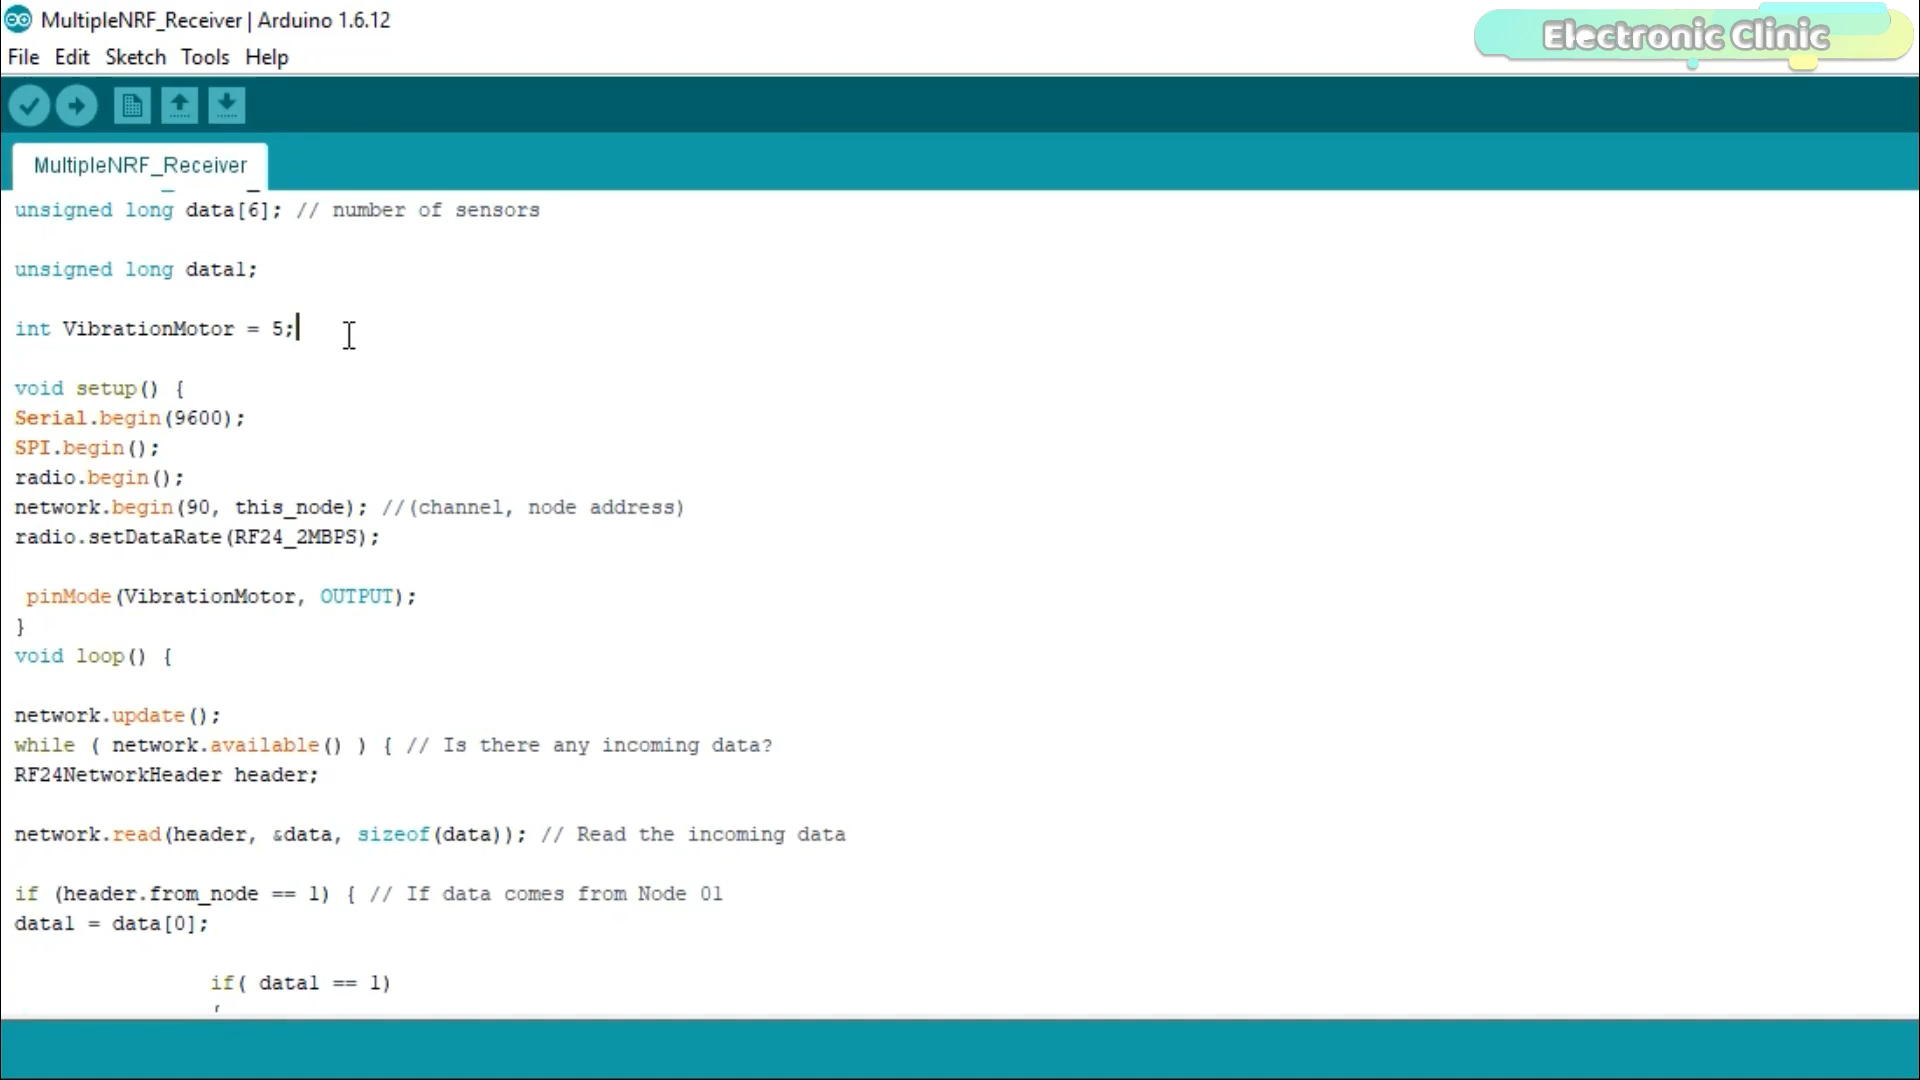 MultipleNRF_Receiver | Arduino 1.6.12
Electronic Clinic
File Edit Sketch Tools Help
MultipleNRF_Receiver
unsigned long data[6]; // number of sensors
unsigned long data1;
int VibrationMotor = 5;
void setup() {
Serial.begin(9600);
SPI.begin();
radio.begin();
network.begin(90, this_node); //(channel, node address)
radio.setDataRate(RF24_2MBPS);
pinMode(VibrationMotor, OUTPUT);
}
void loop() {
network.update();
while ( network.available() ) { // Is there any incoming data?
RF24NetworkHeader header;
network.read(header, &data, sizeof(data)); // Read the incoming data
if (header.from_node == 1) { // If data comes from Node 01
data1 = data[0];
if( data1 == 1)